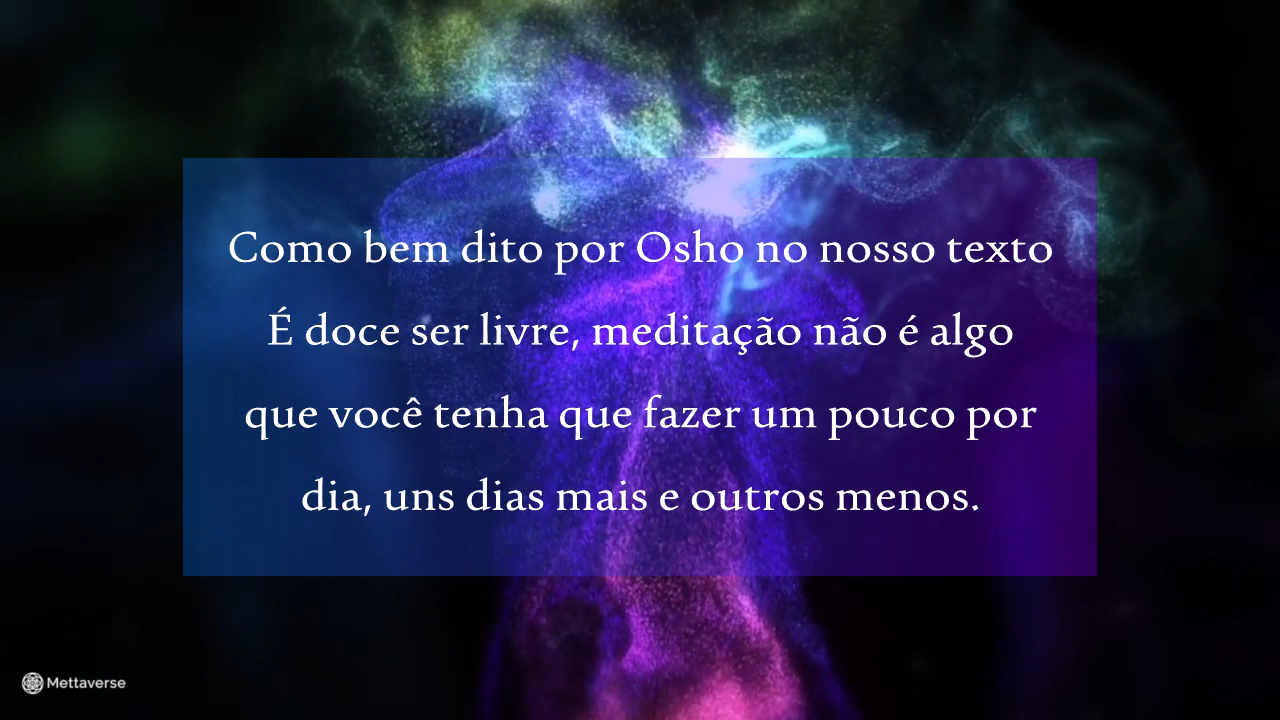 Como bem dito por Osho no nosso texto
É doce ser livre, meditação não é algo
que você tenha que fazer um pouco por
dia, uns dias mais e outros menos.
Mettaverse